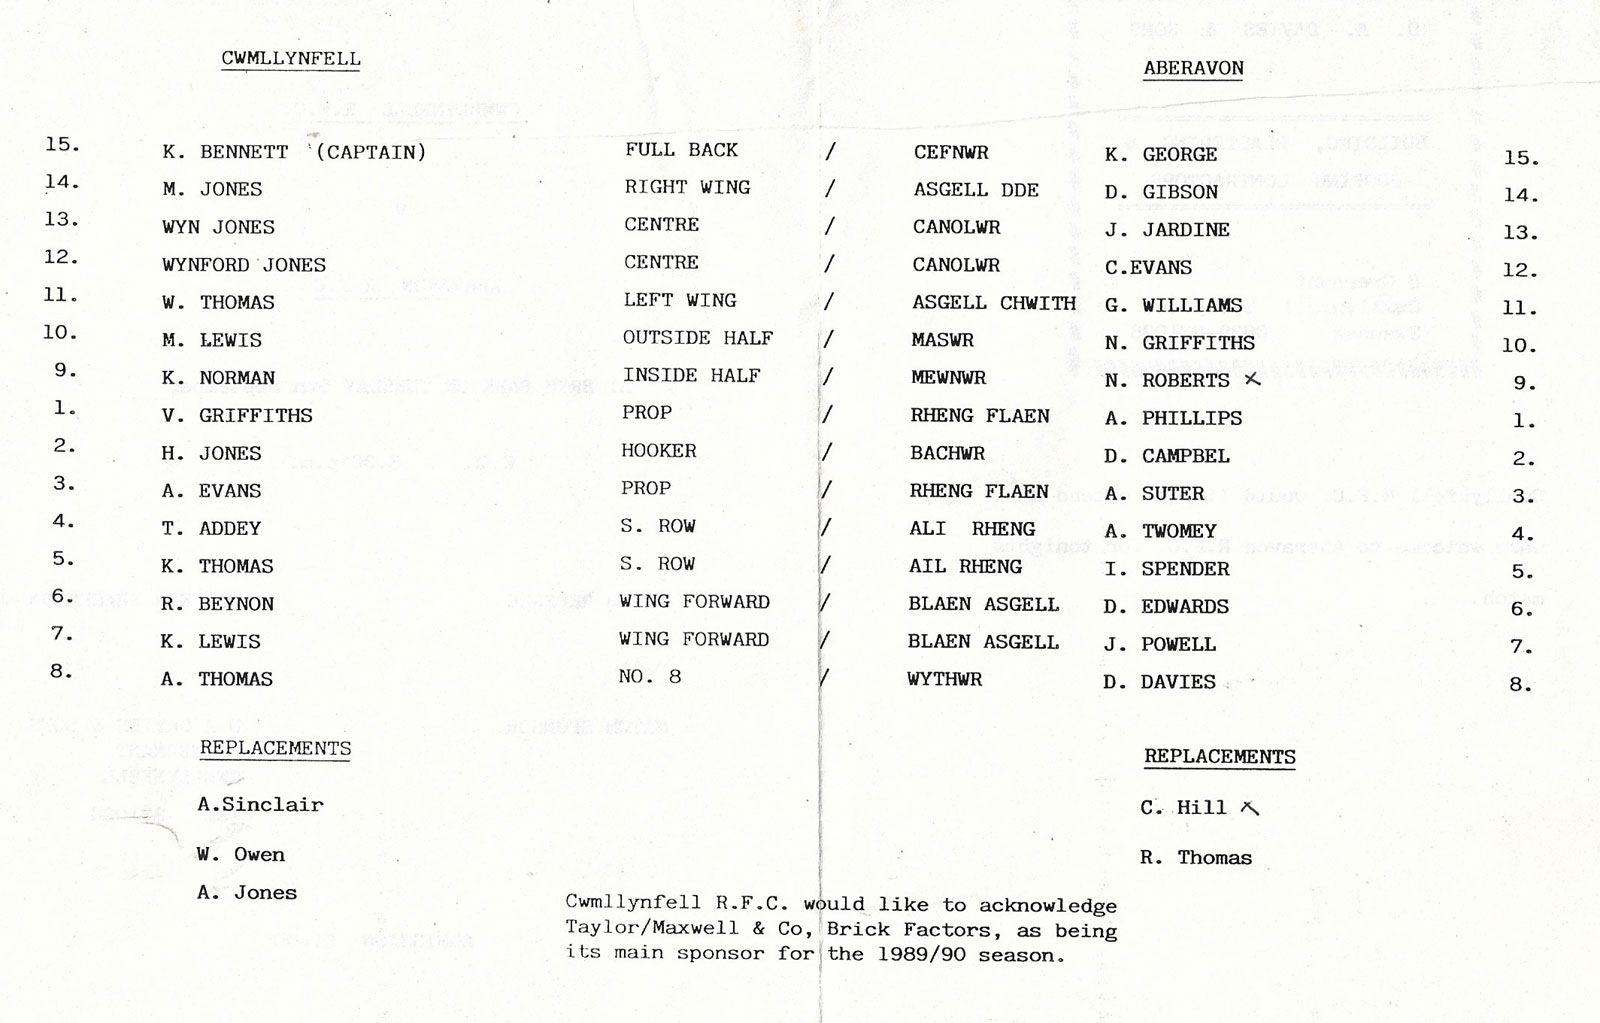 CWMLLYNFELL ABERAVON
15. K. BENNETT (CAPTAIN) FULL BACK / CEFNWR K. GEORGE 15.
14. M. JONES RIGHT WING / ASGELL DDE D. GIBSON 14.
13. WYN JONES CENTRE / CANOLWR J. JARDINE 13.
12. WYNFORD JONES CENTRE / CANOLWR C.EVANS 12.
11. W. THOMAS LEFT WING / ASGELL CHWITH G. WILLIAMS 11.
10. M. LEWIS OUTSIDE HALF / MASWR N. GRIFFITHS 10.
9. K. NORMAN INSIDE HALF / MEWNWR N. ROBERTS X 9.
1. V. GRIFFITHS PROP / RHENG FLAEN A. PHILLIPS 1.
2. H. JONES HOOKER / BACHWR D. CAMPBEL 2.
3. A. EVANS PROP / RHENG FLAEN A. SUTER 3.
4. T. ADDEY S. ROW / ALI RHENG A. TWOMEY 4.
5. K. THOMAS S. ROW / AIL RHENG I. SPENDER 5.
6. R. BEYNON WING FORWARD / BLAEN ASGELL D. EDWARDS 6.
7. K. LEWIS WING FORWARD / BLAEN ASGELL J. POWELL 7.
8. A. THOMAS NO. 8 / WYTHWR D. DAVIES 8.
REPLACEMENTS REPLACEMENTS
A.Sinclair C. Hill X
W. Owen R. Thomas
A. Jones
Cwmllynfell R.F.C. would like to acknowledge
Taylor/Maxwell & Co, Brick Factors, as being
its main sponsor for the 1989/90 season.